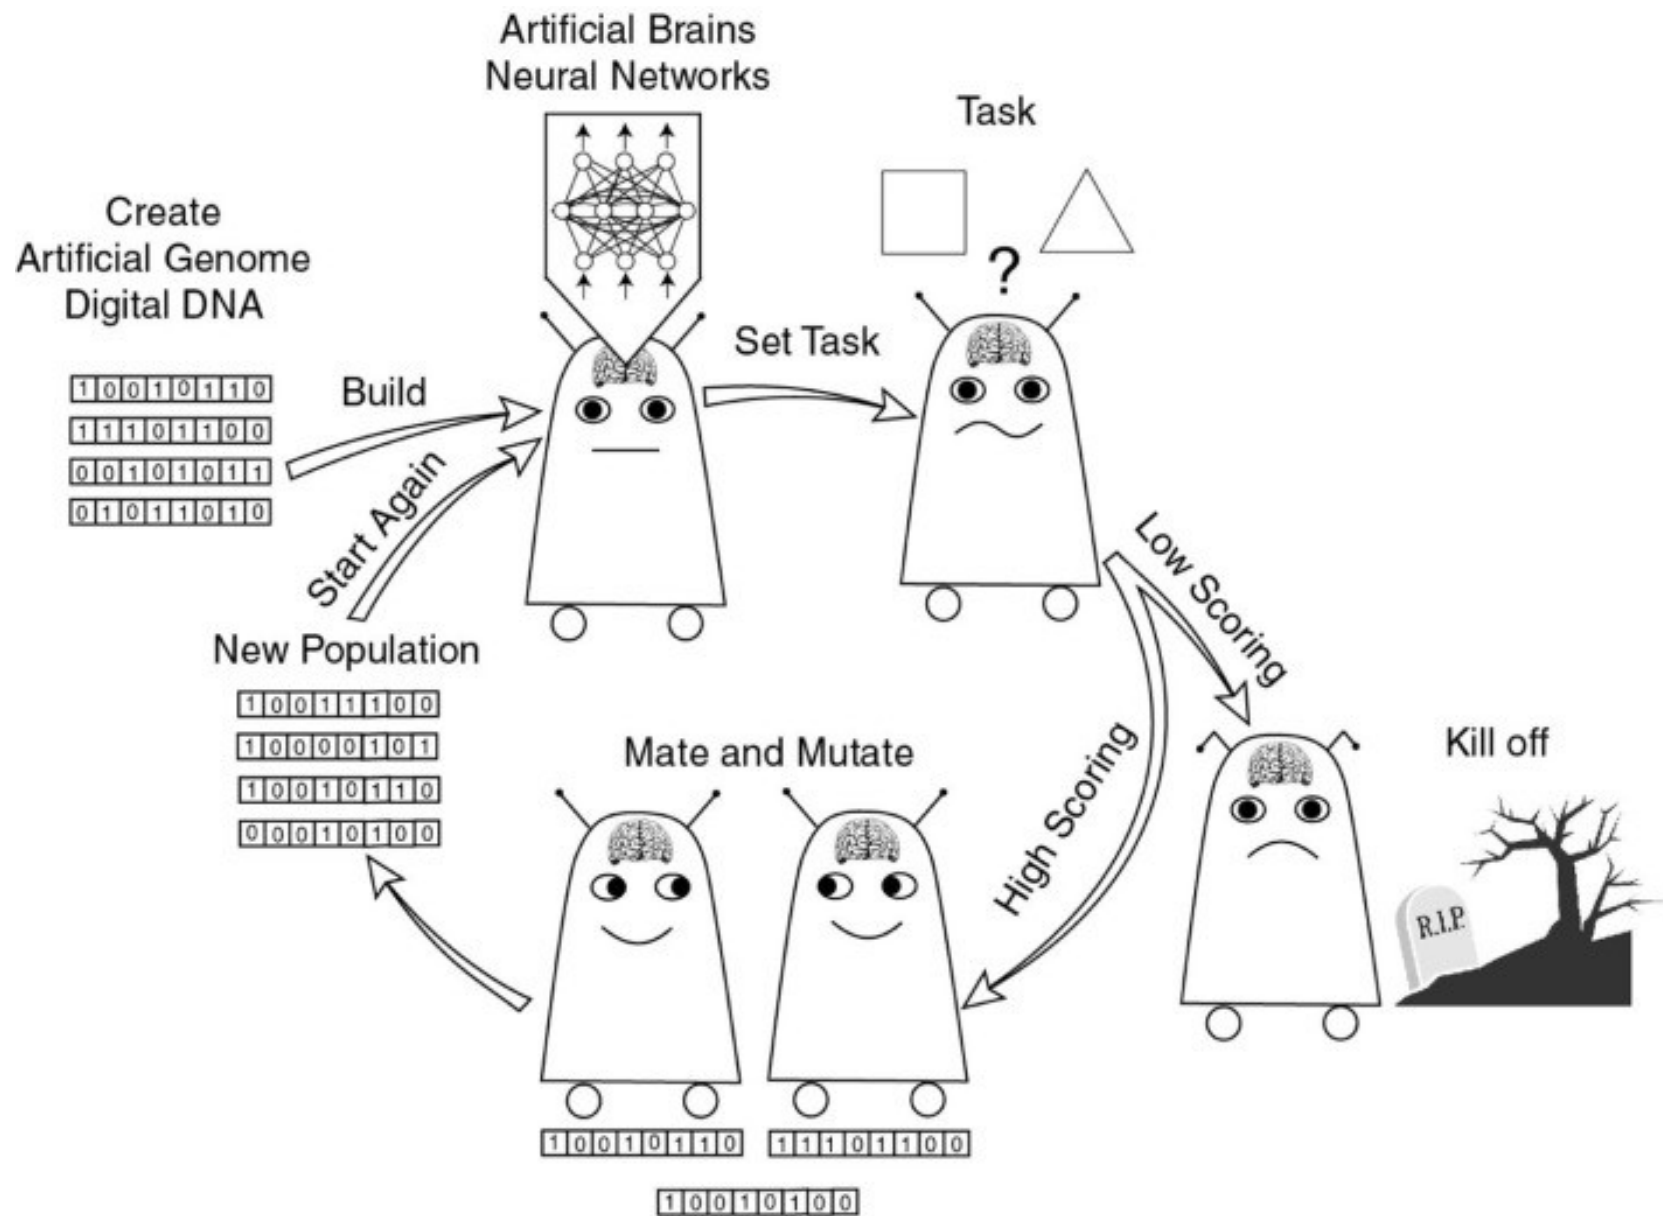 Artificial Brains
Neural Networks
Task
Create
Artificial Genome
Digital DNA
1 0 0 1 0 1 1 0
1 1 1 0 1 1 0 0
0 0 1 0 1 0 1 1
0 1 0 1 1 0 1 0
Build
Set Task
?
Start Again
Low Scoring
High Scoring
Kill off
R.I.P.
New Population
1 0 0 1 1 1 0 0
1 0 0 0 0 1 0 1
1 0 0 1 0 1 1 0
0 0 0 1 0 1 0 0
Mate and Mutate
1 0 0 1 0 1 1 0
1 1 1 0 1 1 0 0
1 0 0 1 0 1 0 0